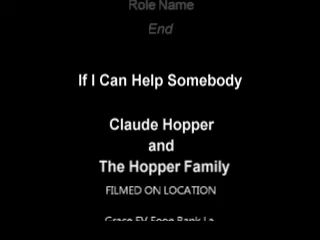 Role Name
End
If I Can Help Somebody
Claude Hopper
and
The Hopper Family
FILMED ON LOCATION